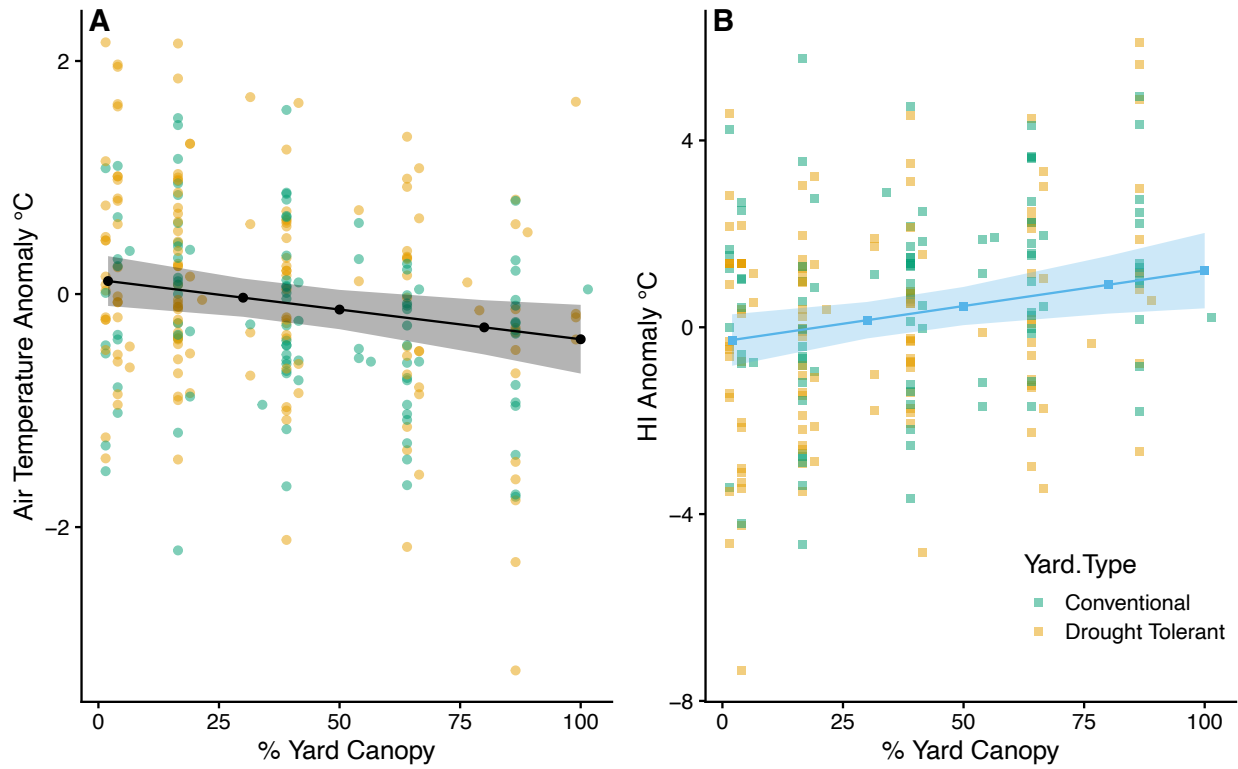 A
Air Temperature Anomaly °C
2
0
−2
0
25
50
75
100
% Yard Canopy
B
HI Anomaly °C
4
0
−4
−8
0
25
50
75
100
% Yard Canopy
Yard.Type
Conventional
Drought Tolerant